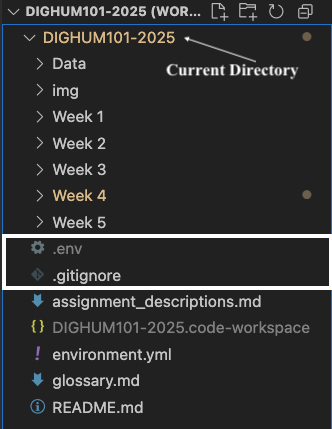 DIGHUM101-2025 (WOR...
DIGHUM101-2025
Current Directory
Data
img
Week 1
Week 2
Week 3
Week 4
Week 5
.env
.gitignore
assignment_descriptions.md
DIGHUM101-2025.code-workspace
environment.yml
glossary.md
README.md